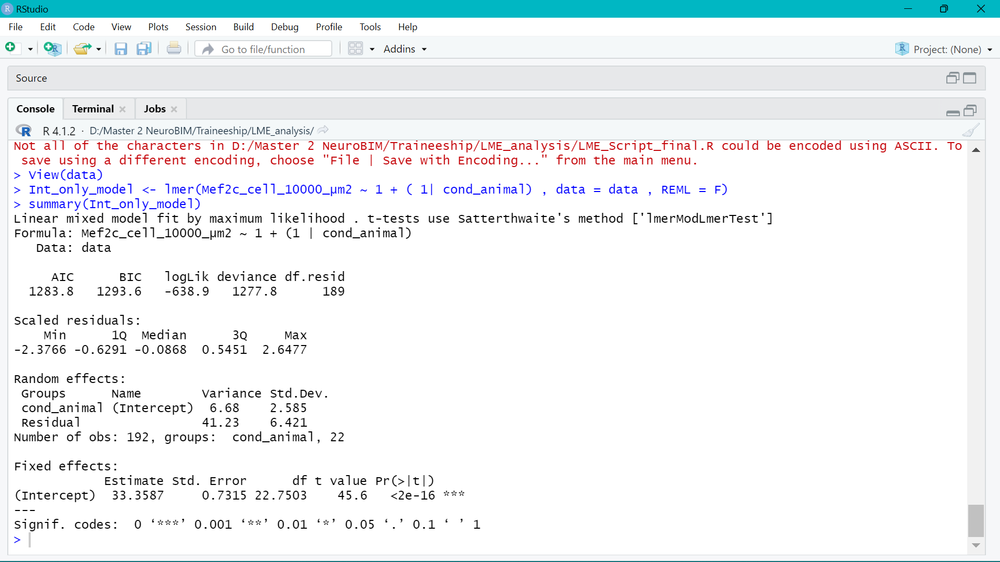 RStudio
File Edit Code View Plots Session Build Debug Profile Tools Help
Go to file/function Addins Project: (None)
Source
Console Terminal Jobs
R 4.1.2 · D:/Master 2 NeuroBIM/Traineeship/LME_analysis/
Not all of the characters in D:/Master 2 NeuroBIM/Traineeship/LME_analysis/LME_Script_final.R could be encoded using ASCII. To
save using a different encoding, choose "File | Save with Encoding..." from the main menu.
> View(data)
> Int_only_model <- lmer(Mef2c_cell_10000_µm2 ~ 1 + ( 1| cond_animal) , data = data , REML = F)
> summary(Int_only_model)
Linear mixed model fit by maximum likelihood . t-tests use Satterthwaite's method ['lmerModLmerTest']
Formula: Mef2c_cell_10000_µm2 ~ 1 + (1 | cond_animal)
Data: data
AIC BIC logLik deviance df.resid
1283.8 1293.6 -638.9 1277.8 189
Scaled residuals:
Min 1Q Median 3Q Max
-2.3766 -0.6291 -0.0868 0.5451 2.6477
Random effects:
Groups Name Variance Std.Dev.
cond_animal (Intercept) 6.68 2.585
Residual 41.23 6.421
Number of obs: 192, groups: cond_animal, 22
Fixed effects:
Estimate Std. Error df t value Pr(>|t|)
(Intercept) 33.3587 0.7315 22.7503 45.6 <2e-16 ***
---
Signif. codes: 0 ‘***’ 0.001 ‘**’ 0.01 ‘*’ 0.05 ‘.’ 0.1 ‘ ’ 1
>